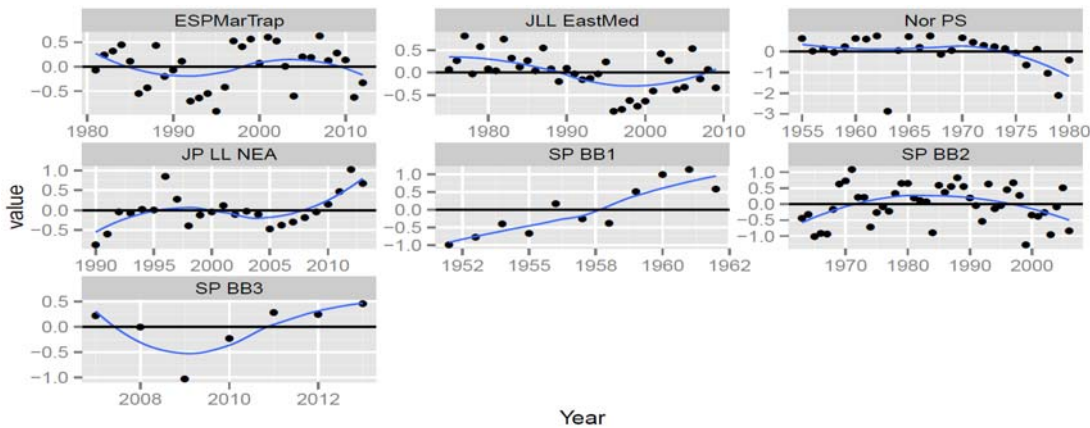 ESPMarTrap
JLL EastMed
Nor PS
0.5
0.0
−0.5
1980 1990 2000 2010
0.5
0.0
−0.5
1980 1990 2000 2010
0
−1
−2
−3
1955 1960 1965 1970 1975 1980
JP LL NEA
SP BB1
SP BB2
value
1.0
0.5
0.0
−0.5
1990 1995 2000 2005 2010
1.0
0.5
0.0
−0.5
−1.0
1952 1955 1958 1960 1962
1.0
0.5
0.0
−0.5
−1.0
1970 1980 1990 2000
SP BB3
0.5
0.0
−0.5
−1.0
2008 2010 2012
Year